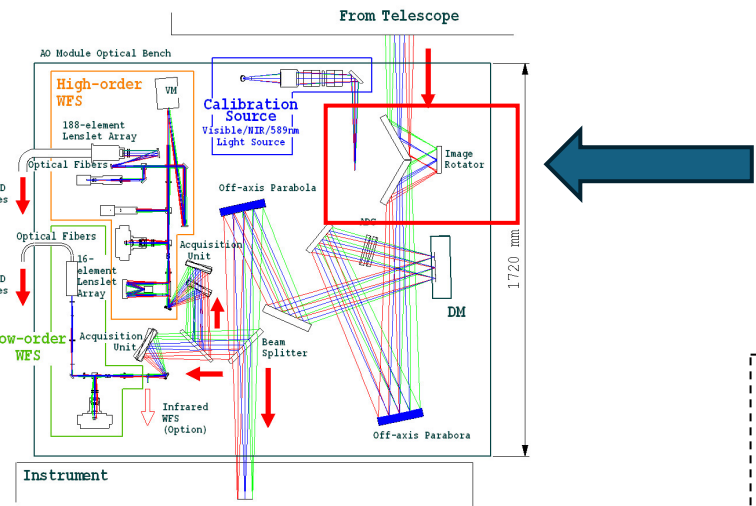 From Telescope
AO Module Optical Bench
High-order
WFS
VM
Calibration
Source
Visible/NIR/589nm
Light Source
188-element
Lenslet Array
Image
Rotator
Optical Fibers
Off-axis Parabola
ADC
Optical Fibers
Acquisition
Unit
16-
element
Lenslet
Array
1720 mm
DM
Acquisition
Unit
Beam
Splitter
ow-order
WFS
Infrared
WFS
(Option)
Off-axis Parabora
Instrument